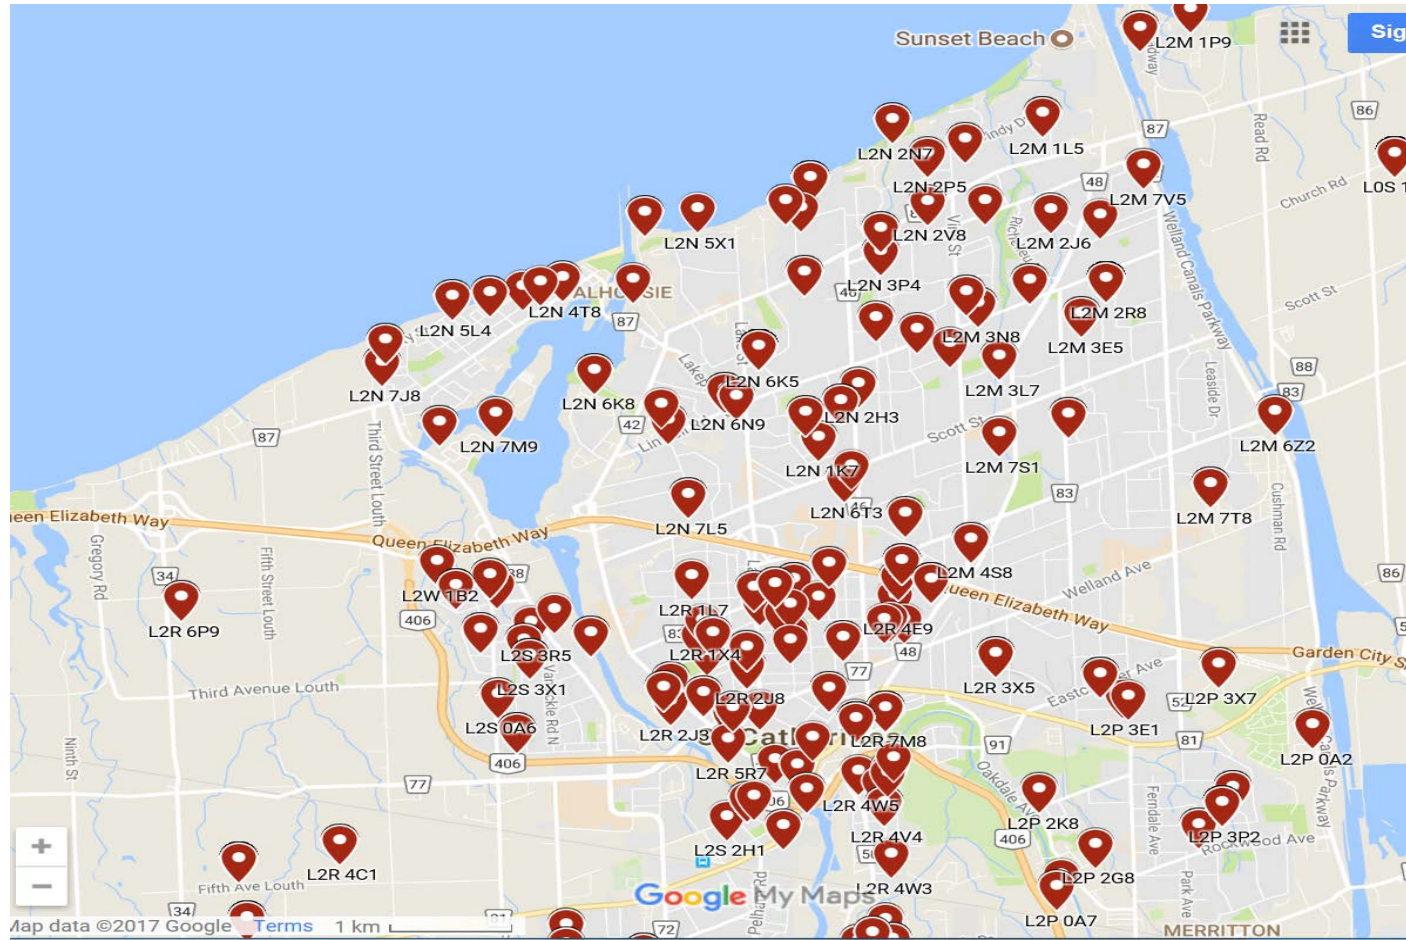 Sunset Beach
L2M 1P9
Sig
86
87
L2N 2N7
L2M 1L5
Read Rd
L2N 2P5
48
L2M 7V5
Church Rd
L0S 1
L2N 5X1
L2N 2V8
L2M 2J6
Welland Canals Parkway
L2N 3P4
Scott St
L2N 5L4
L2N 4T8
87
L2M 3N8
L2M 2R8
L2M 3E5
L2N 7J8
L2N 6K8
L2N 6K5
L2M 3L7
Leaside Dr
88
83
87
Third Street Louth
L2N 7M9
42
L2N 6N9
L2N 2H3
Scott St
L2M 6Z2
L2N 1K7
L2M 7S1
83
ueen Elizabeth Way
L2N 7L5
L2N 6T3
L2M 7T8
Cushman Rd
Queen Elizabeth Way
Gregory Rd
Fifth Street Louth
34
L2W 1B2
L2M 4S8
Welland Ave
86
L2R 6P9
406
L2R 1L7
ueen Elizabeth Way
L2S 3R5
L2R 1X4
L2R 4E9
48
Garden City S
Third Avenue Louth
L2S 3X1
77
L2R 3X5
L2R 2J8
L2P 3X7
L2S 0A6
L2R 2J3
L2R 7M8
91
L2P 3E1
81
L2P 0A2
Ninth St
406
77
L2R 5R7
Oakdale Ave
Ferndale Ave
L2R 4W5
L2P 2K8
L2S 2H1
L2R 4V4
406
L2P 3P2
Rockwood Ave
L2R 4C1
L2R 4W3
L2P 2G8
Fifth Ave Louth
Google My Maps
L2P 0A7
Park Ave
34
Map data ©2017 Google
Terms
1 km
72
MERRITTON